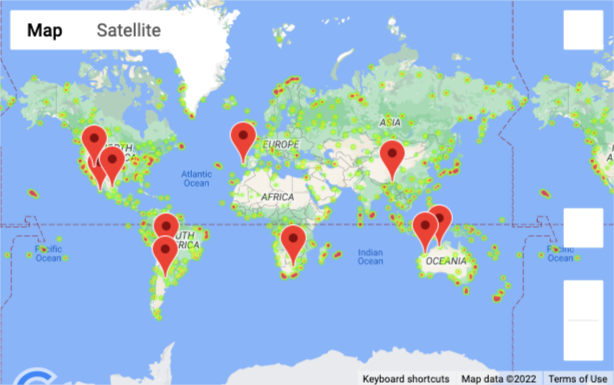 Map Satellite
ASIA
EUROPE
Atlantic
Ocean
AFRICA
Pacific
Ocean
Indian
Ocean
OCEANIA
Pacific
Ocean
Keyboard shortcuts Map data ©2022 Terms of Use